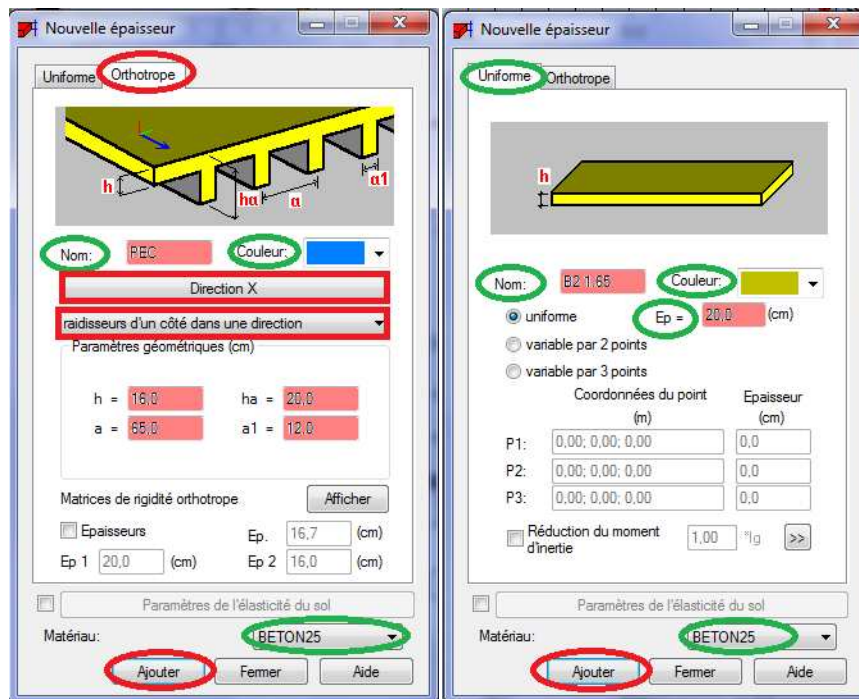 Nouvelle épaisseur
Uniforme Orthotrope
h
hα
α
α1
Nom: PEC Couleur:
Direction X
raidisseurs d'un côté dans une direction
Paramètres géométriques (cm)
h = 16,0 ha = 20,0
a = 65,0 a1 = 12,0
Matrices de rigidité orthotrope Afficher
Epaisseurs Ep. 16,7 (cm)
Ep 1 20,0 (cm) Ep 2 16,0 (cm)
Paramètres de l'élasticité du sol
Matériau: BETON25
Ajouter Fermer Aide
Nouvelle épaisseur
Uniforme Orthotrope
h
Nom: B2 1.65 Couleur:
uniforme Ep = 20,0 (cm)
variable par 2 points
variable par 3 points
Coordonnées du point Epaisseur
(m) (cm)
P1: 0,00; 0,00; 0,00 0,0
P2: 0,00; 0,00; 0,00 0,0
P3: 0,00; 0,00; 0,00 0,0
Réduction du moment
d'inertie 1,00 *Ig >>
Paramètres de l'élasticité du sol
Matériau: BETON25
Ajouter Fermer Aide